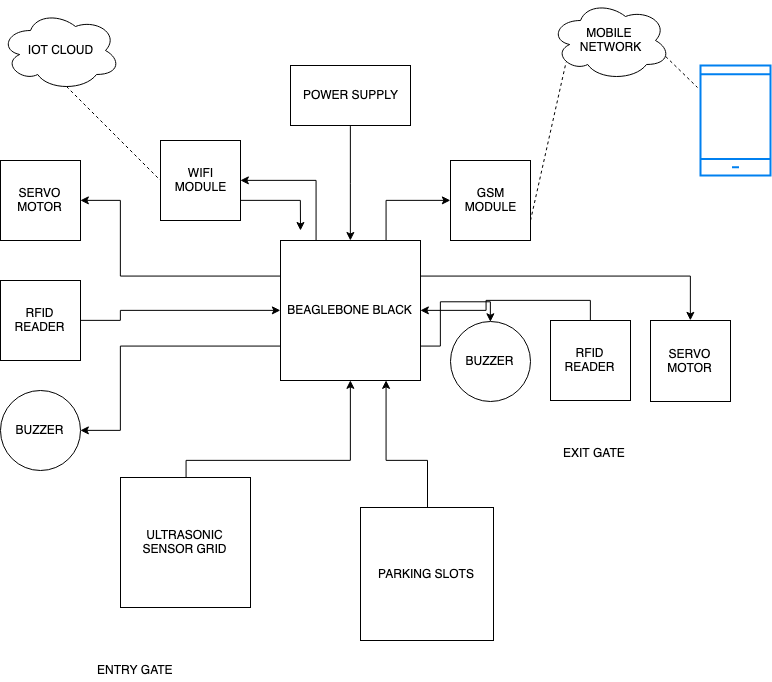 IOT CLOUD
MOBILE
NETWORK
POWER SUPPLY
WIFI
MODULE
SERVO
MOTOR
GSM
MODULE
RFID
READER
BEAGLEBONE BLACK
BUZZER
RFID
READER
SERVO
MOTOR
BUZZER
EXIT GATE
ULTRASONIC
SENSOR GRID
PARKING SLOTS
ENTRY GATE